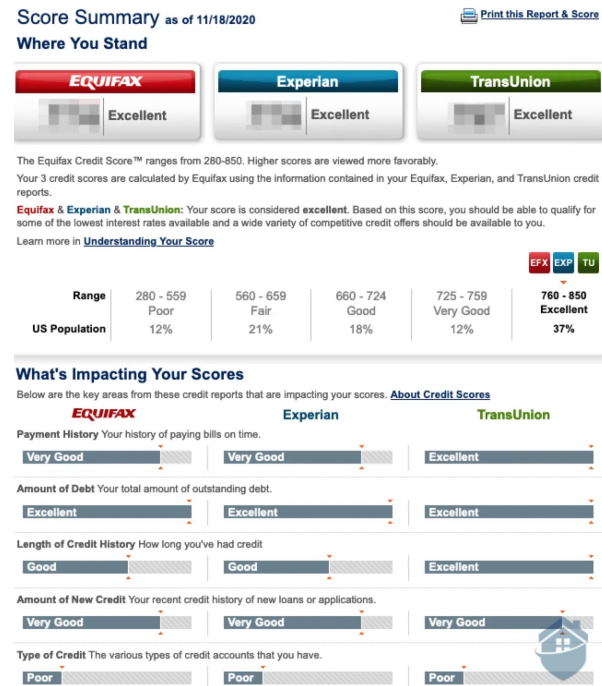 Score Summary as of 11/18/2020
Print this Report & Score
Where You Stand
EQUIFAX Experian TransUnion
Excellent Excellent Excellent
The Equifax Credit Score™ ranges from 280-850. Higher scores are viewed more favorably.
Your 3 credit scores are calculated by Equifax using the information contained in your Equifax, Experian, and TransUnion credit
reports.
Equifax & Experian & TransUnion: Your score is considered excellent. Based on this score, you should be able to qualify for
some of the lowest interest rates available and a wide variety of competitive credit offers should be available to you.
Learn more in Understanding Your Score
EFX EXP TU
Range 280 - 559 560 - 659 660 - 724 725 - 759 760 - 850
Poor Fair Good Very Good Excellent
US Population 12% 21% 18% 12% 37%
What's Impacting Your Scores
Below are the key areas from these credit reports that are impacting your scores. About Credit Scores
EQUIFAX Experian TransUnion
Payment History Your history of paying bills on time.
Very Good Very Good Excellent
Amount of Debt Your total amount of outstanding debt.
Excellent Excellent Excellent
Length of Credit History How long you've had credit
Good Good Excellent
Amount of New Credit Your recent credit history of new loans or applications.
Very Good Very Good Very Good
Type of Credit The various types of credit accounts that you have.
Poor Poor Poor